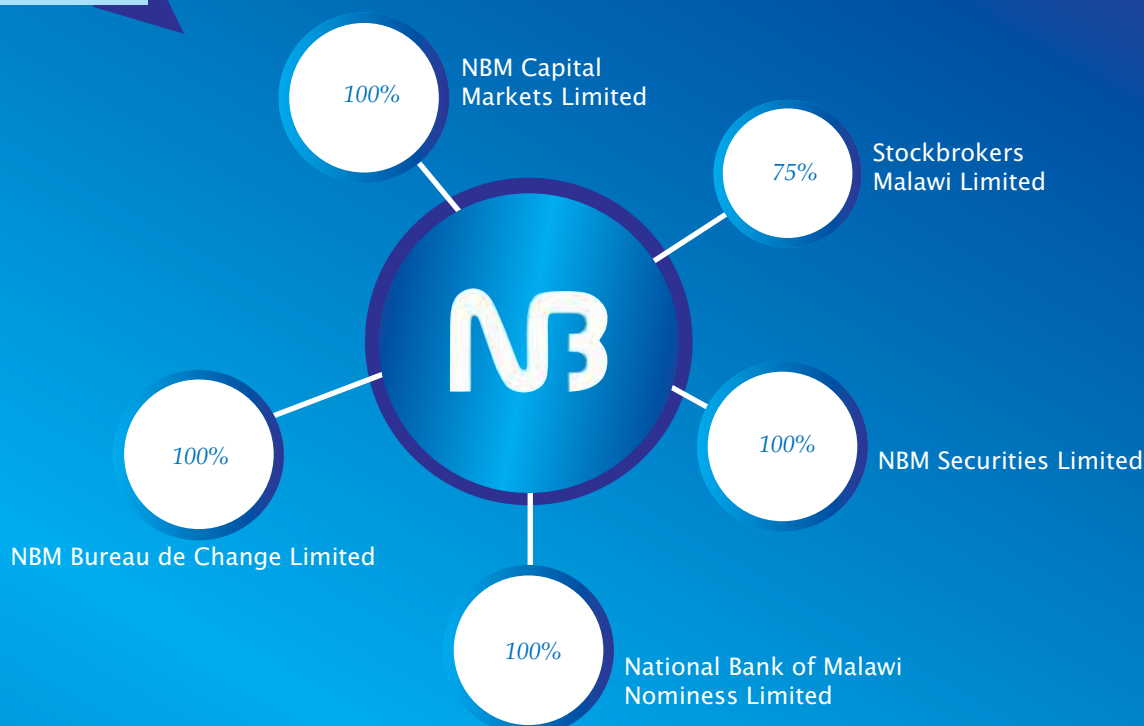 100%
NBM Capital
Markets Limited
75%
Stockbrokers
Malawi Limited
NB
100%
NBM Securities Limited
100%
NBM Bureau de Change Limited
100%
National Bank of Malawi
Nominess Limited